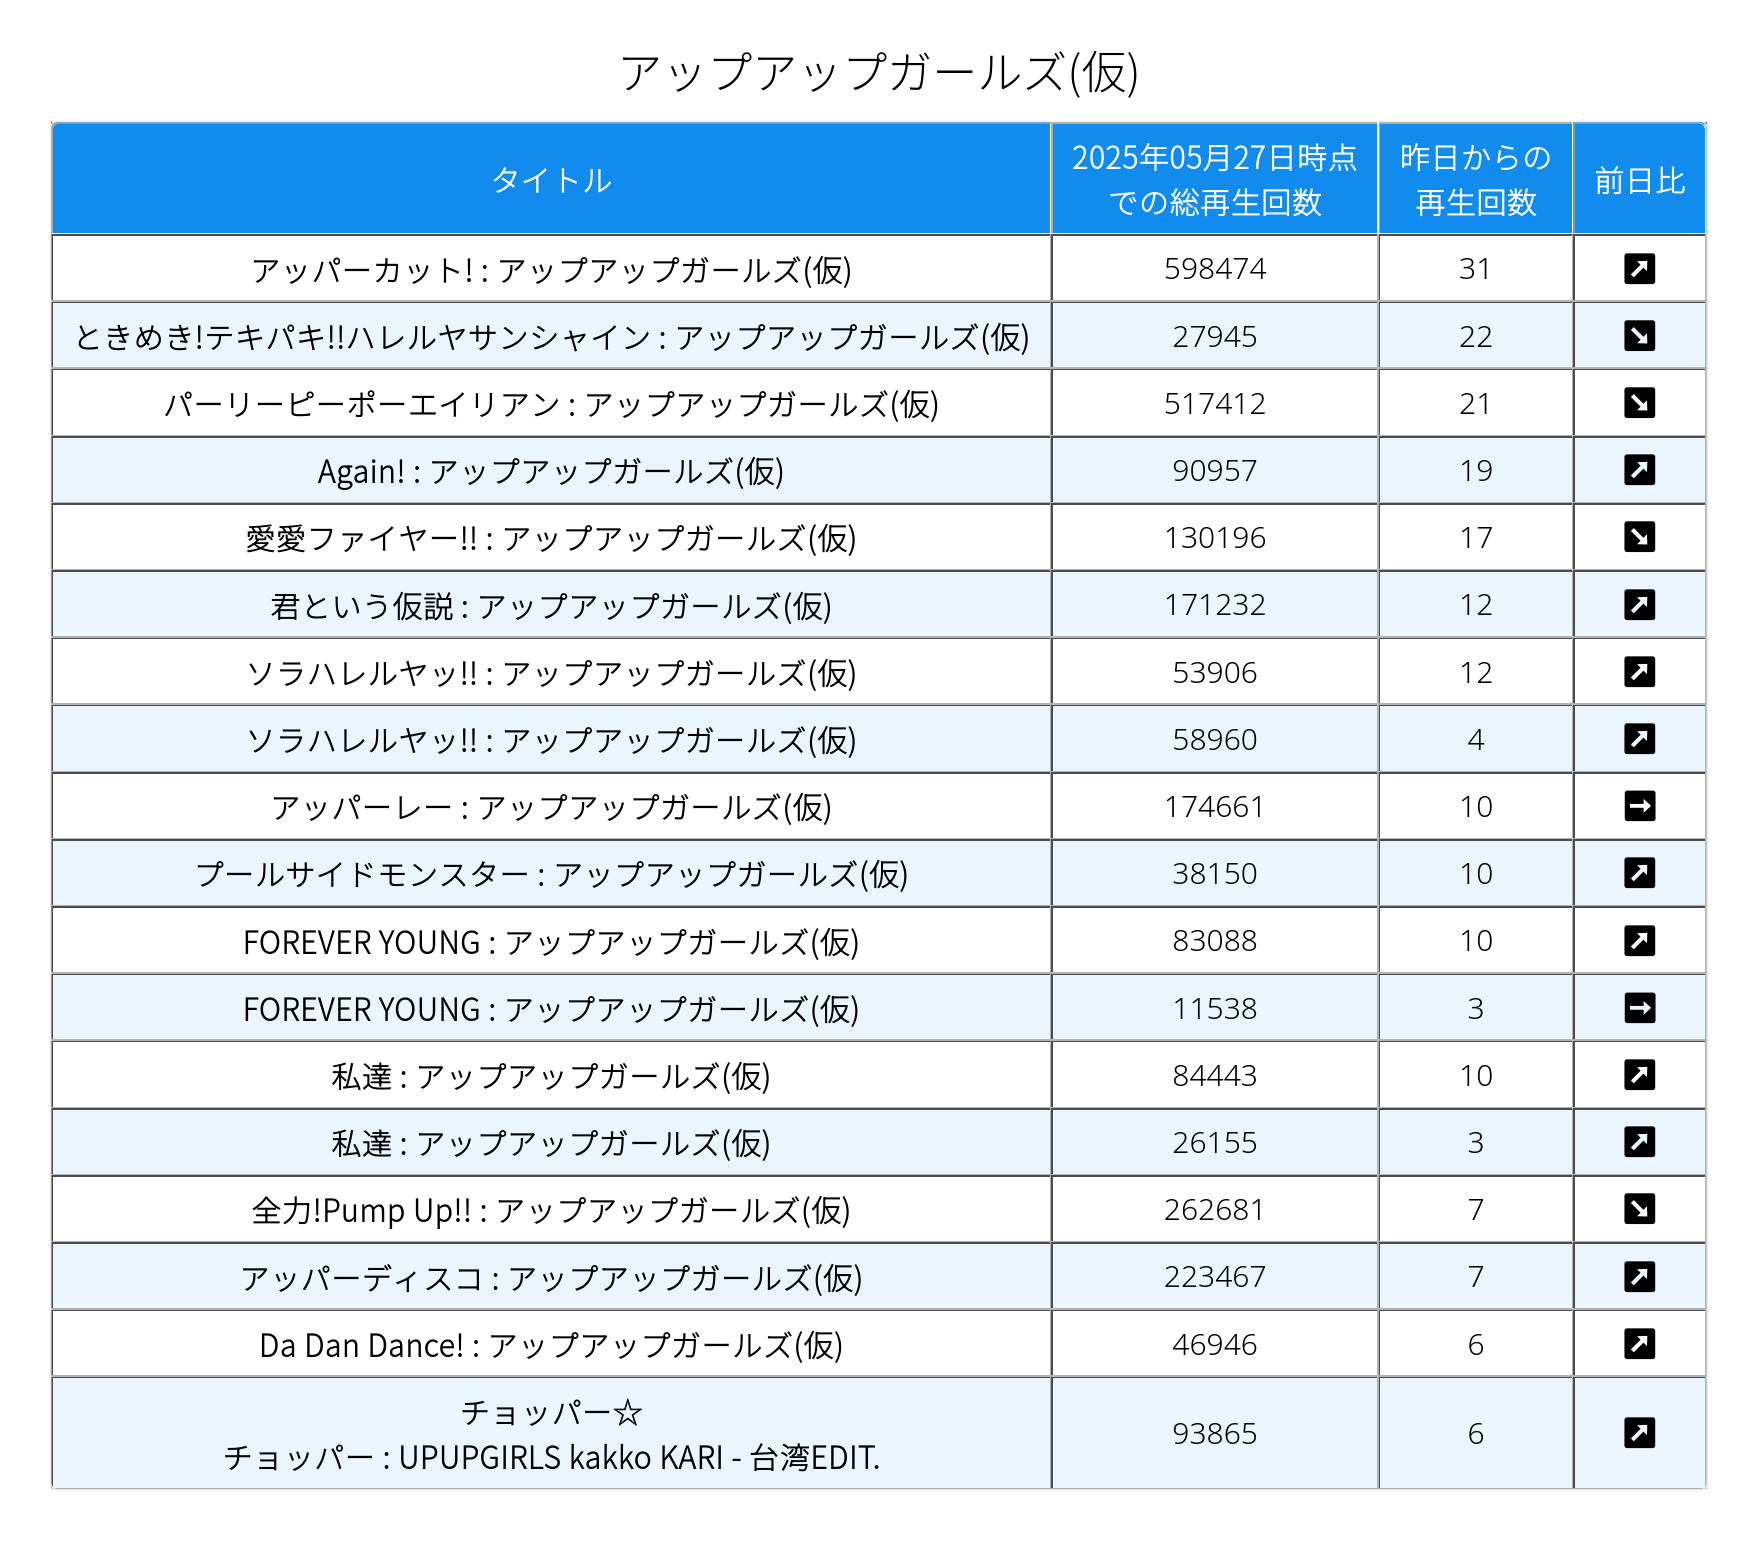 アップアップガールズ(仮)
タイトル
2025年05月27日時点
での総再生回数
昨日からの
再生回数
前日比
アッパーカット! : アップアップガールズ(仮) 598474 31 ↗
ときめき!テキパキ!!ハレルヤサンシャイン : アップアップガールズ(仮) 27945 22 ↘
パーリーピーポーエイリアン : アップアップガールズ(仮) 517412 21 ↘
Again! : アップアップガールズ(仮) 90957 19 ↗
愛愛ファイヤー!! : アップアップガールズ(仮) 130196 17 ↘
君という仮説 : アップアップガールズ(仮) 171232 12 ↗
ソラハレルヤッ!! : アップアップガールズ(仮) 53906 12 ↗
ソラハレルヤッ!! : アップアップガールズ(仮) 58960 4 ↗
アッパーレー : アップアップガールズ(仮) 174661 10 →
プールサイドモンスター : アップアップガールズ(仮) 38150 10 ↗
FOREVER YOUNG : アップアップガールズ(仮) 83088 10 ↗
FOREVER YOUNG : アップアップガールズ(仮) 11538 3 →
私達 : アップアップガールズ(仮) 84443 10 ↗
私達 : アップアップガールズ(仮) 26155 3 ↗
全力!Pump Up!! : アップアップガールズ(仮) 262681 7 ↘
アッパーディスコ : アップアップガールズ(仮) 223467 7 ↗
Da Dan Dance! : アップアップガールズ(仮) 46946 6 ↗
チョッパー☆
チョッパー : UPUPGIRLS kakko KARI - 台湾EDIT. 93865 6 ↗